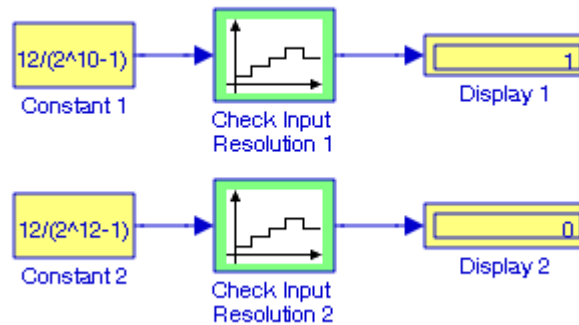 12/(2^10-1)
1
Constant 1
Check Input
Resolution 1
Display 1
12/(2^12-1)
0
Constant 2
Check Input
Resolution 2
Display 2